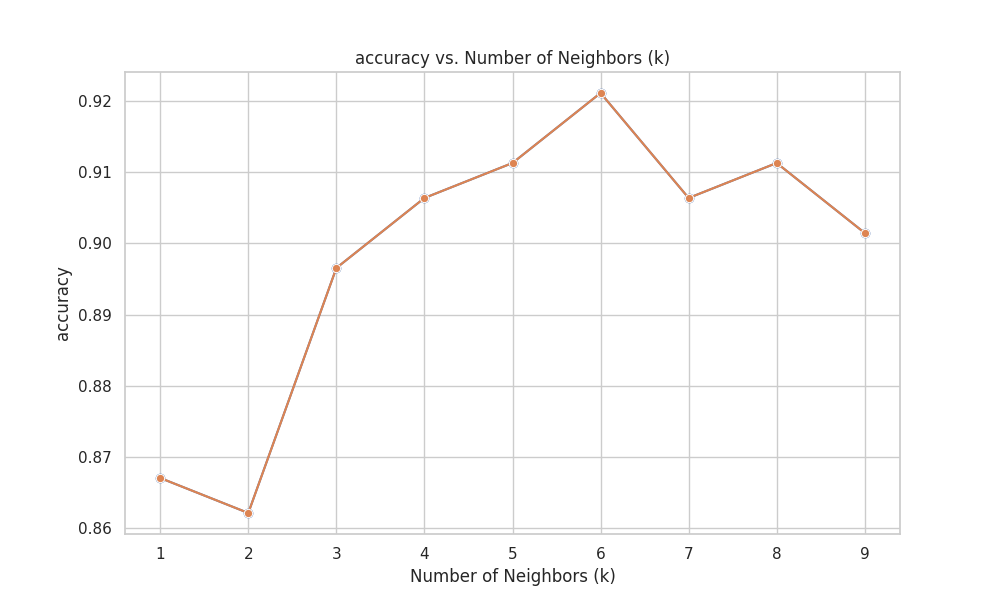 accuracy vs. Number of Neighbors (k)
0.92
0.91
0.90
0.89
0.88
0.87
0.86
accuracy
1 2 3 4 5 6 7 8 9
Number of Neighbors (k)